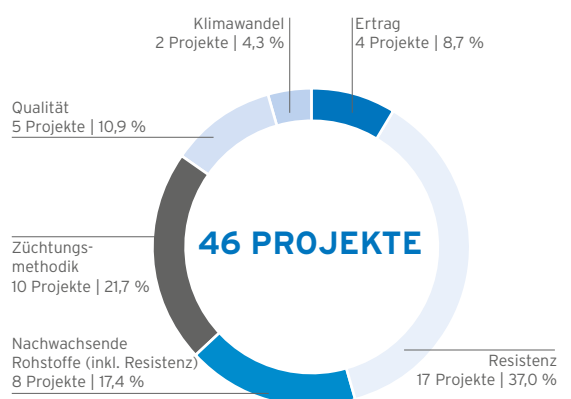 Klimawandel
2 Projekte | 4,3 %
Ertrag
4 Projekte | 8,7 %
Qualität
5 Projekte | 10,9 %
46 PROJEKTE
Züchtungs-
methodik
10 Projekte | 21,7 %
Nachwachsende
Rohstoffe (inkl. Resistenz)
8 Projekte | 17,4 %
Resistenz
17 Projekte | 37,0 %